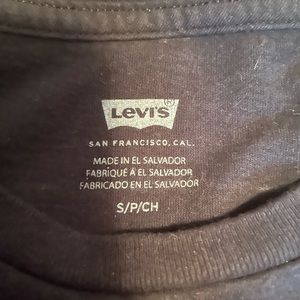 Levi's®
SAN FRANCISCO, CAL.
MADE IN EL SALVADOR
FABRIQUÉ À EL SALVADOR
FABRICADO EN EL SALVADOR
S/P/CH